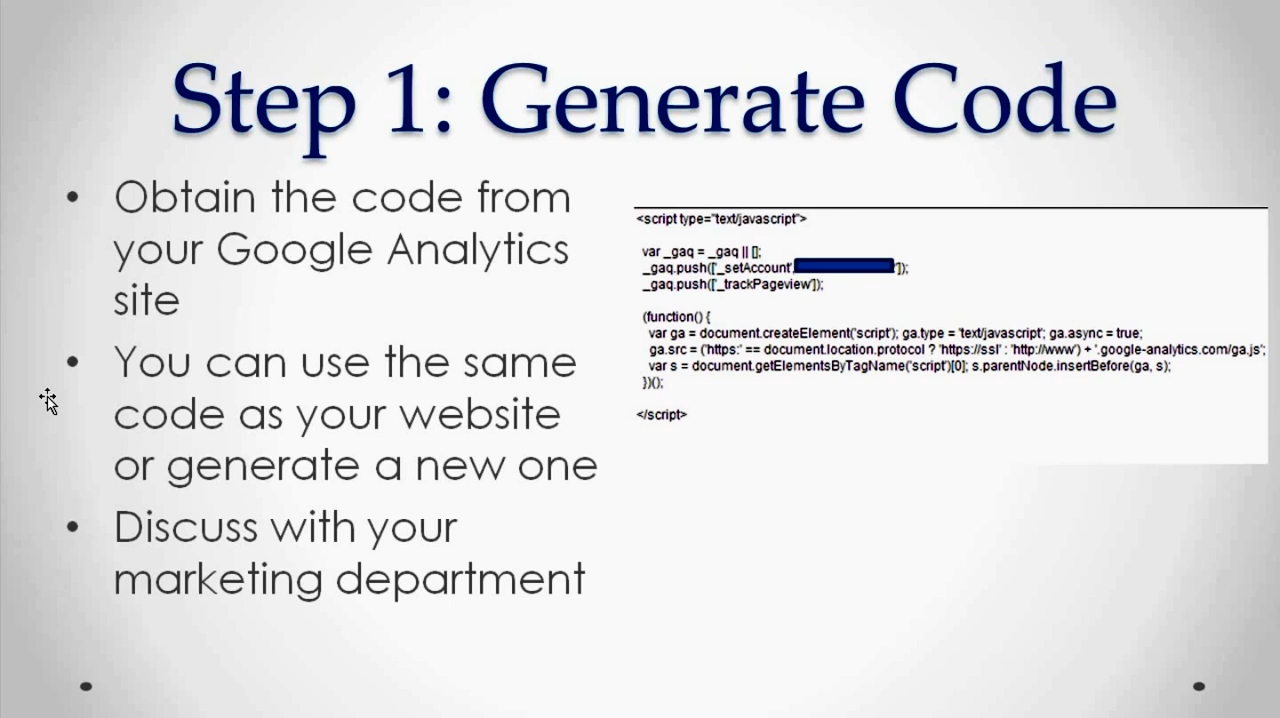 Step 1: Generate Code
• Obtain the code from
your Google Analytics
site
• You can use the same
code as your website
or generate a new one
• Discuss with your
marketing department
<script type="text/javascript">
var _gaq = _gaq || [];
_gaq.push(['_setAccount', ']);
_gaq.push(['_trackPageview']);
(function() {
var ga = document.createElement('script'); ga.type = 'text/javascript'; ga.async = true;
ga.src = ('https:' == document.location.protocol ? 'https://ssl' : 'http://www') + '.google-analytics.com/ga.js';
var s = document.getElementsByTagName('script')[0]; s.parentNode.insertBefore(ga, s);
})();
</script>